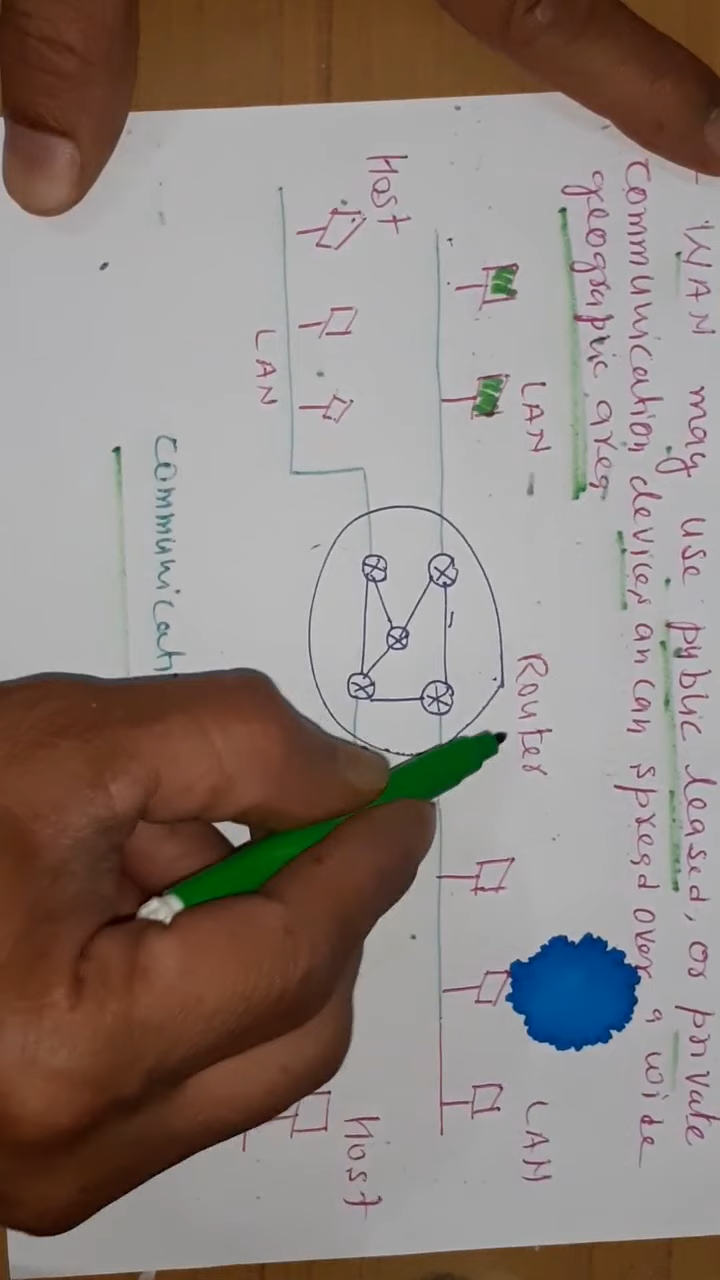 - WAN may use public leased, or private
communication devices an can spread over a wide
geographic area
LAN
Router
LAN
Host
Host
LAN